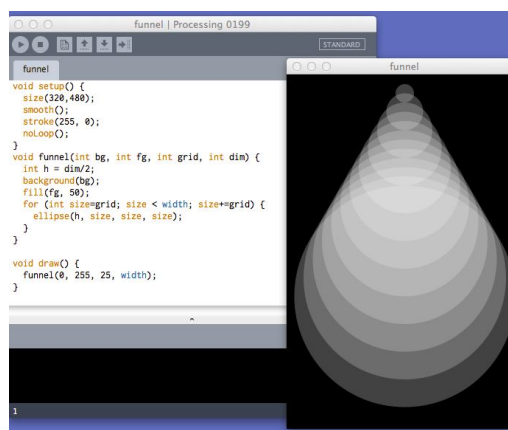 funnel | Processing 0199
STANDARD
funnel
void setup() {
  size(320,480);
  smooth();
  stroke(255, 0);
  noLoop();
}
void funnel(int bg, int fg, int grid, int dim) {
  int h = dim/2;
  background(bg);
  fill(fg, 50);
  for (int size=grid; size < width; size+=grid) {
    ellipse(h, size, size, size);
  }
}

void draw() {
  funnel(0, 255, 25, width);
}
1
funnel